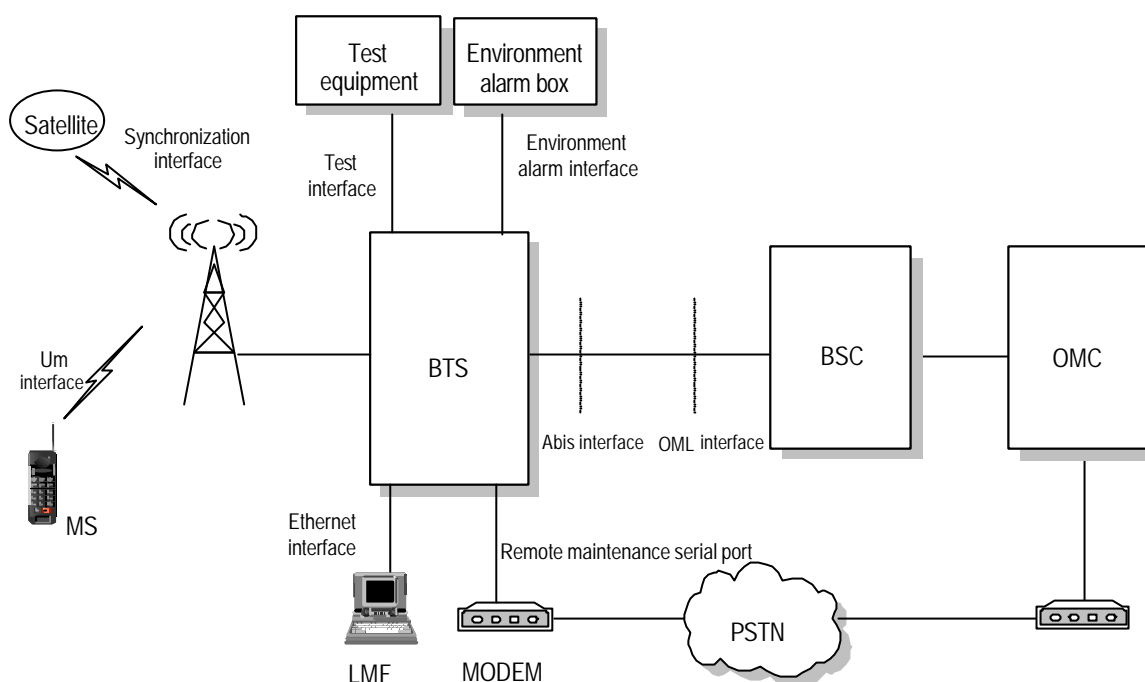 Test
equipment
Environment
alarm box
Satellite
Synchronization
interface
Test
interface
Environment
alarm interface
Um
interface
BTS
BSC
OMC
Abis interface
OML interface
MS
Ethernet
interface
Remote maintenance serial port
PSTN
LMF
MODEM